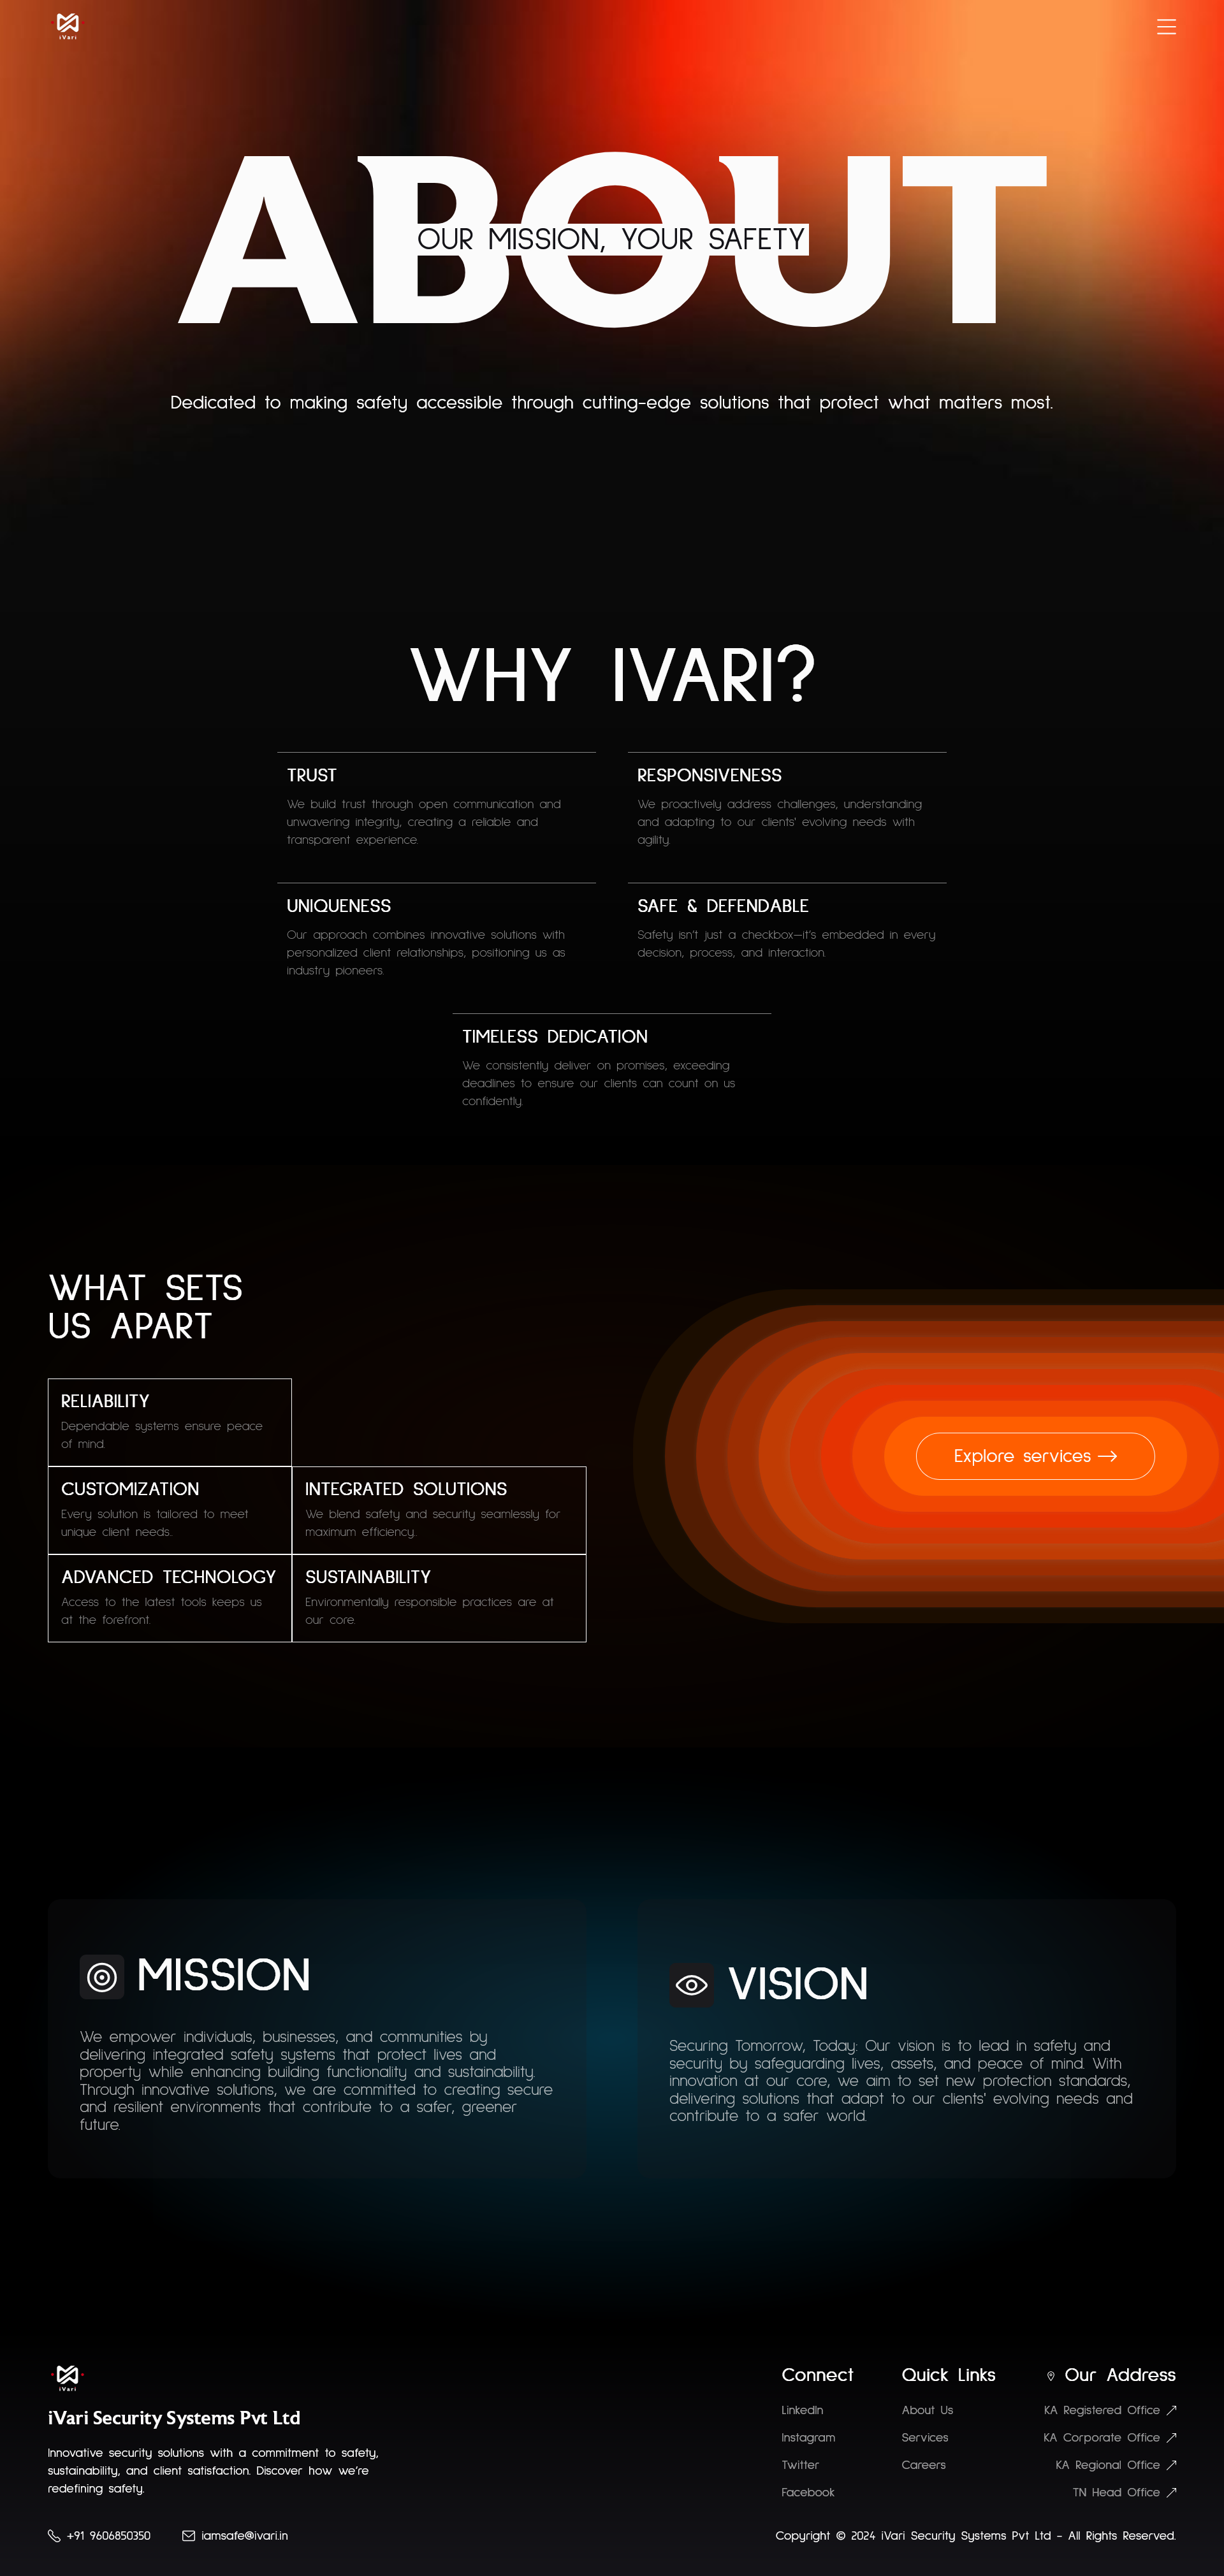 iVari
ABOUT
OUR MISSION, YOUR SAFETY
Dedicated to making safety accessible through cutting-edge solutions that protect what matters most.
WHY IVARI?
TRUST
We build trust through open communication and
unwavering integrity, creating a reliable and
transparent experience.
RESPONSIVENESS
We proactively address challenges, understanding
and adapting to our clients' evolving needs with
agility.
UNIQUENESS
Our approach combines innovative solutions with
personalized client relationships, positioning us as
industry pioneers.
SAFE & DEFENDABLE
Safety isn't just a checkbox—it's embedded in every
decision, process, and interaction.
TIMELESS DEDICATION
We consistently deliver on promises, exceeding
deadlines to ensure our clients can count on us
confidently.
WHAT SETS
US APART
RELIABILITY
Dependable systems ensure peace
of mind.
CUSTOMIZATION
Every solution is tailored to meet
unique client needs..
INTEGRATED SOLUTIONS
We blend safety and security seamlessly for
maximum efficiency..
ADVANCED TECHNOLOGY
Access to the latest tools keeps us
at the forefront.
SUSTAINABILITY
Environmentally responsible practices are at
our core.
Explore services
MISSION
We empower individuals, businesses, and communities by
delivering integrated safety systems that protect lives and
property while enhancing building functionality and sustainability.
Through innovative solutions, we are committed to creating secure
and resilient environments that contribute to a safer, greener
future.
VISION
Securing Tomorrow, Today: Our vision is to lead in safety and
security by safeguarding lives, assets, and peace of mind. With
innovation at our core, we aim to set new protection standards,
delivering solutions that adapt to our clients' evolving needs and
contribute to a safer world.
iVari
iVari Security Systems Pvt Ltd
Innovative security solutions with a commitment to safety,
sustainability, and client satisfaction. Discover how we're
redefining safety.
+91 9606850350
iamsafe@ivari.in
Connect
LinkedIn
Instagram
Twitter
Facebook
Quick Links
About Us
Services
Careers
Our Address
KA Registered Office
KA Corporate Office
KA Regional Office
TN Head Office
Copyright © 2024 iVari Security Systems Pvt Ltd - All Rights Reserved.